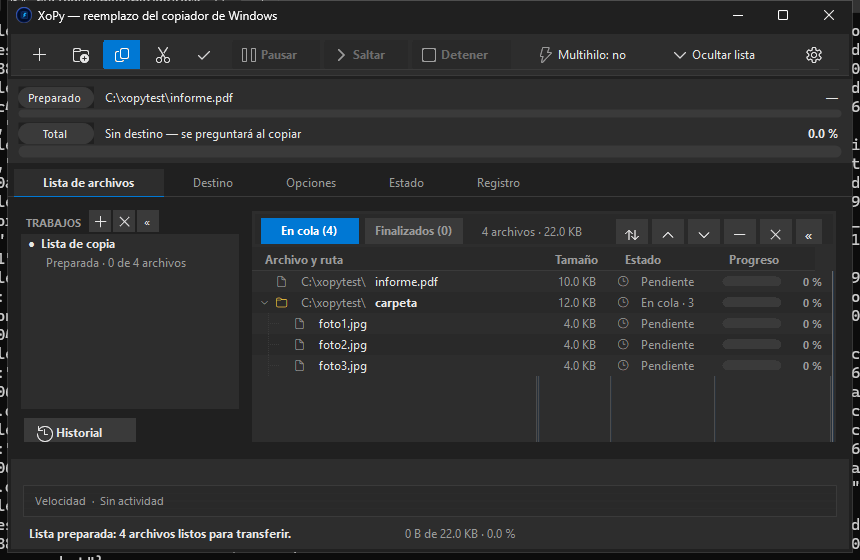 XoPy — reemplazo del copiador de Windows
Pausar Saltar Detener Multihilo: no Ocultar lista
Preparado C:\xopytest\informe.pdf —
Total Sin destino — se preguntará al copiar 0.0 %
Lista de archivos Destino Opciones Estado Registro
TRABAJOS + × «
En cola (4) Finalizados (0) 4 archivos · 22.0 KB «
• Lista de copia
Preparada · 0 de 4 archivos
Archivo y ruta Tamaño Estado Progreso
C:\xopytest\ informe.pdf 10.0 KB Pendiente 0 %
C:\xopytest\ carpeta 12.0 KB En cola · 3 0 %
foto1.jpg 4.0 KB Pendiente 0 %
foto2.jpg 4.0 KB Pendiente 0 %
foto3.jpg 4.0 KB Pendiente 0 %
Historial
Velocidad · Sin actividad
Lista preparada: 4 archivos listos para transferir. 0 B de 22.0 KB · 0.0 %